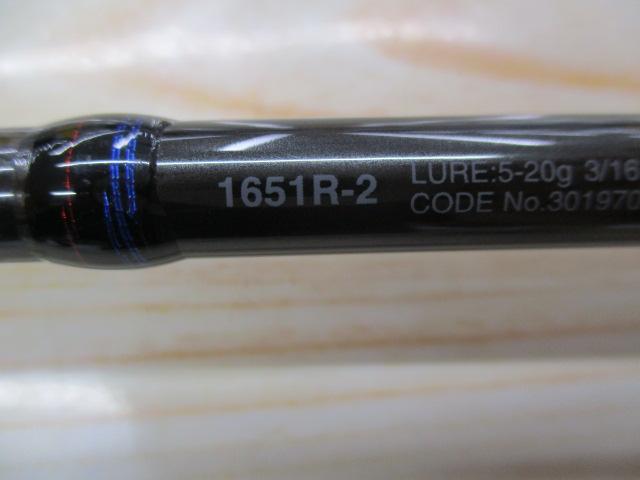 1651R-2
LURE:5-20g 3/16
CODE No.301970